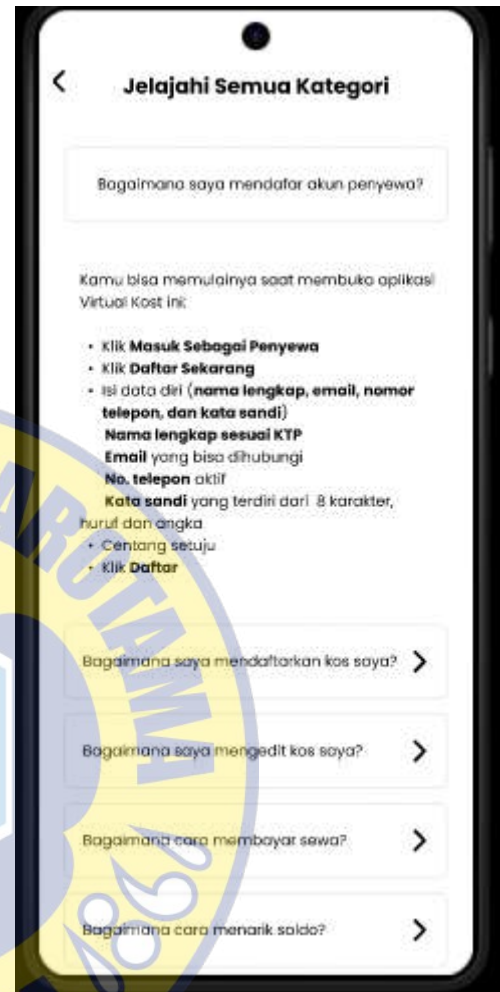 Jelajahi Semua Kategori
Bagaimana saya mendafar akun penyewa?
Kamu bisa memulainya saat membuka aplikasi
Virtual Kost ini:
• Klik Masuk Sebagai Penyewa
• Klik Daftar Sekarang
• Isi data diri (nama lengkap, email, nomor
telepon, dan kata sandi)
Nama lengkap sesuai KTP
Email yang bisa dihubungi
No. telepon aktif
Kata sandi yang terdiri dari 8 karakter,
huruf dan angka
• Centang setuju
• Klik Daftar
Bagaimana saya mendaftarkan kos saya?
Bagaimana saya mengedit kos saya?
Bagaimana cara membayar sewa?
Bagaimana cara menarik saldo?